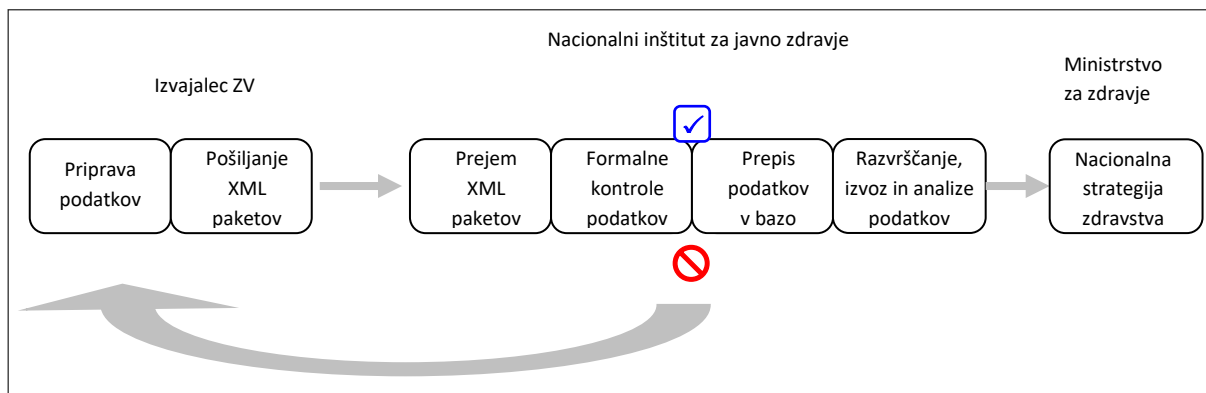 Nacionalni inštitut za javno zdravje
Izvajalec ZV
Ministrstvo
za zdravje
Priprava
podatkov
Pošiljanje
XML
paketov
Prejem
XML
paketov
Formalne
kontrole
podatkov
Prepis
podatkov
v bazo
Razvrščanje,
izvoz in analize
podatkov
Nacionalna
strategija
zdravstva